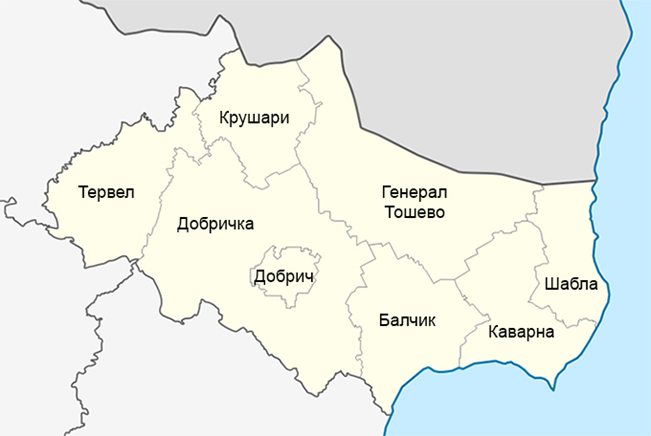 Крушари
Тервел
Генерал
Тошево
Добричка
Добрич
Шабла
Балчик
Каварна